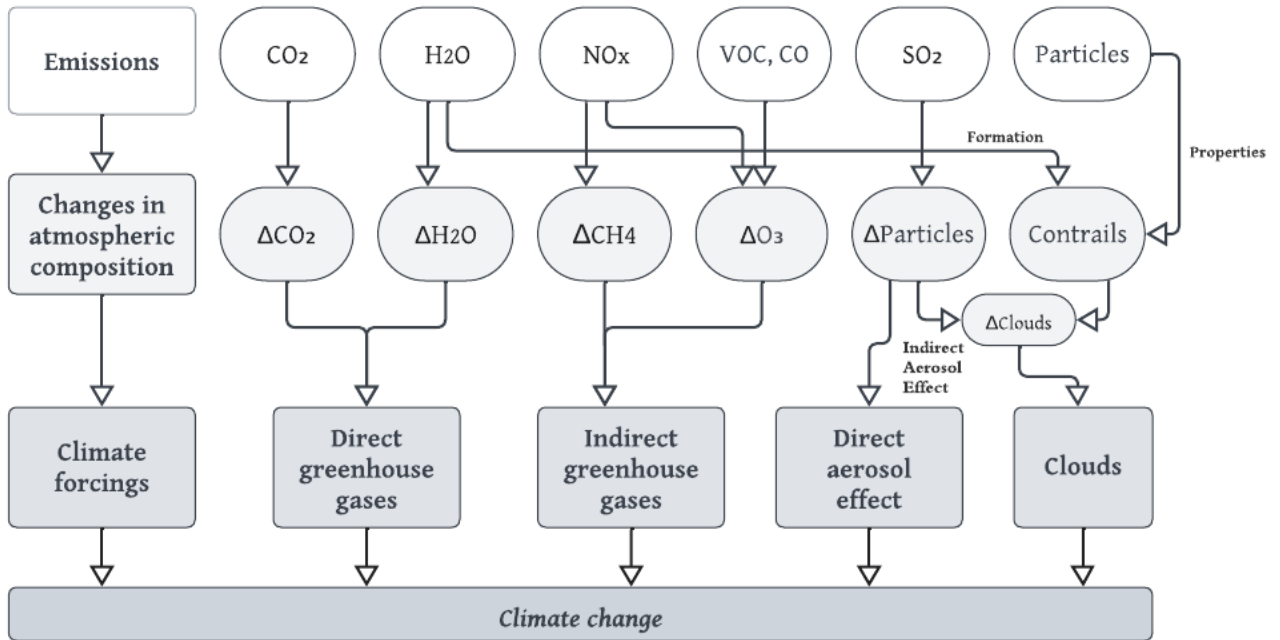 Emissions
CO2
H2O
NOx
VOC, CO
SO2
Particles
Formation
Properties
Changes in
atmospheric
composition
ΔCO2
ΔH2O
ΔCH4
ΔO3
ΔParticles
Contrails
ΔClouds
Indirect
Aerosol
Effect
Climate
forcings
Direct
greenhouse
gases
Indirect
greenhouse
gases
Direct
aerosol
effect
Clouds
Climate change